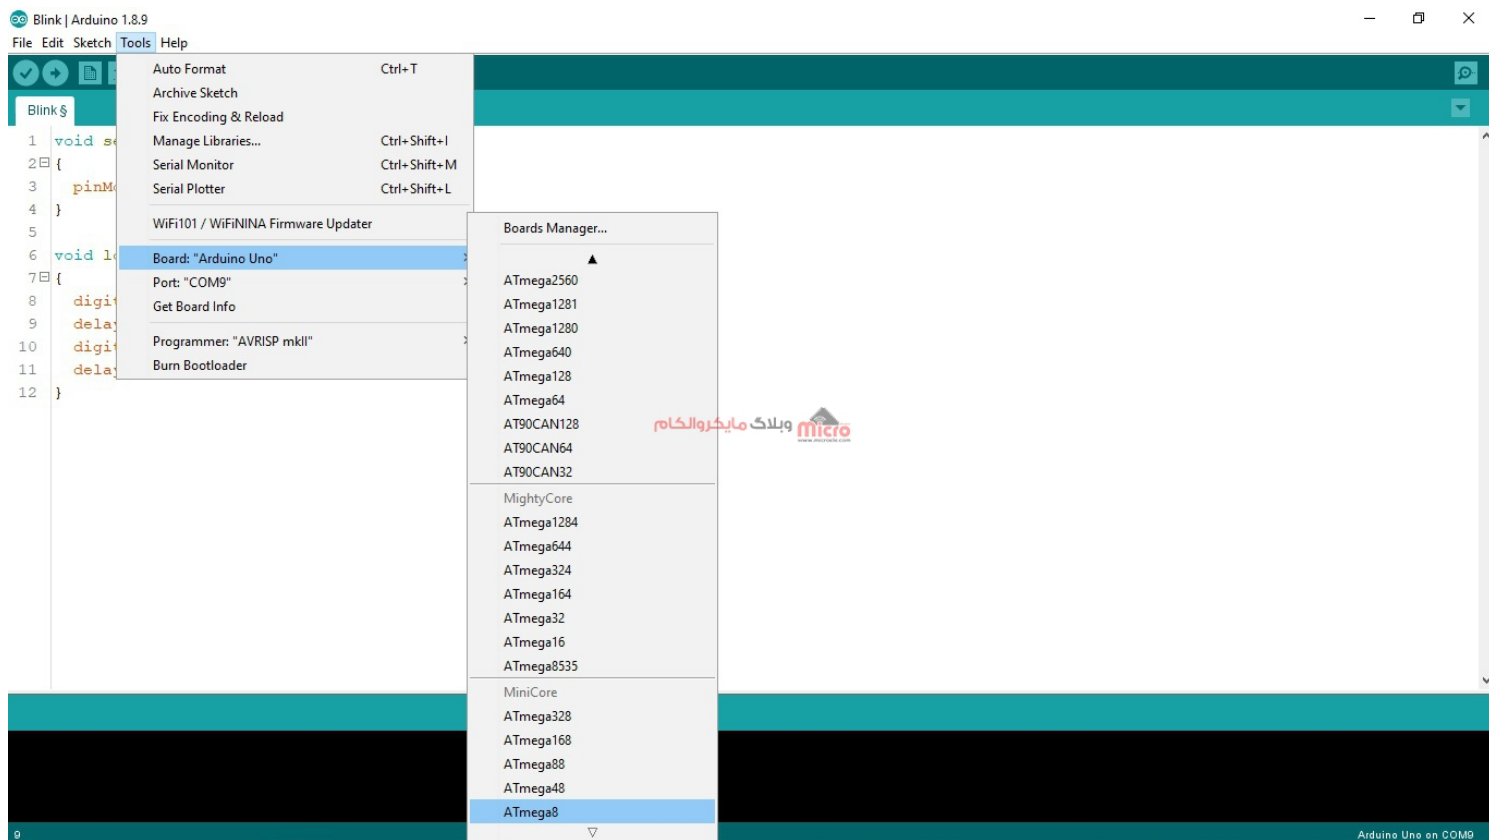 Blink | Arduino 1.8.9
File Edit Sketch Tools Help
Auto Format Ctrl+T
Archive Sketch
Fix Encoding & Reload
Manage Libraries... Ctrl+Shift+I
Serial Monitor Ctrl+Shift+M
Serial Plotter Ctrl+Shift+L
WiFi101 / WiFiNINA Firmware Updater
Board: "Arduino Uno"
Port: "COM9"
Get Board Info
Programmer: "AVRISP mkII"
Burn Bootloader
Blink §
1 void se
2 {
3 pinMo
4 }
5
6 void lo
7 {
8 digit
9 delay
10 digit
11 delay
12 }
Boards Manager...
ATmega2560
ATmega1281
ATmega1280
ATmega640
ATmega128
ATmega64
AT90CAN128
AT90CAN64
AT90CAN32
MightyCore
ATmega1284
ATmega644
ATmega324
ATmega164
ATmega32
ATmega16
ATmega8535
MiniCore
ATmega328
ATmega168
ATmega88
ATmega48
ATmega8
وبلاگ مایکروالکام
Micro
9
Arduino Uno on COM9